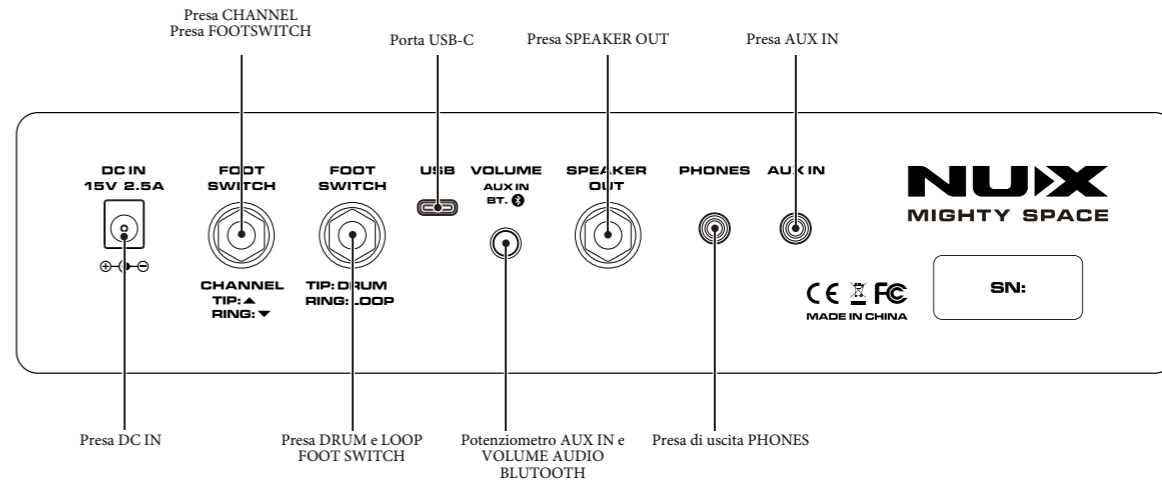 Presa CHANNEL
Presa FOOTSWITCH
Porta USB-C
Presa SPEAKER OUT
Presa AUX IN
DC IN
15V 2.5A
FOOT
SWITCH
FOOT
SWITCH
USB
VOLUME
AUX IN
BT.
SPEAKER
OUT
PHONES
AUX IN
NUX
MIGHTY SPACE
CHANNEL
TIP:▲
RING:▼
TIP: DRUM
RING: LOOP
CE FC
MADE IN CHINA
SN:
Presa DC IN
Presa DRUM e LOOP
FOOT SWITCH
Potenziometro AUX IN e
VOLUME AUDIO
BLUTOOTH
Presa di uscita PHONES